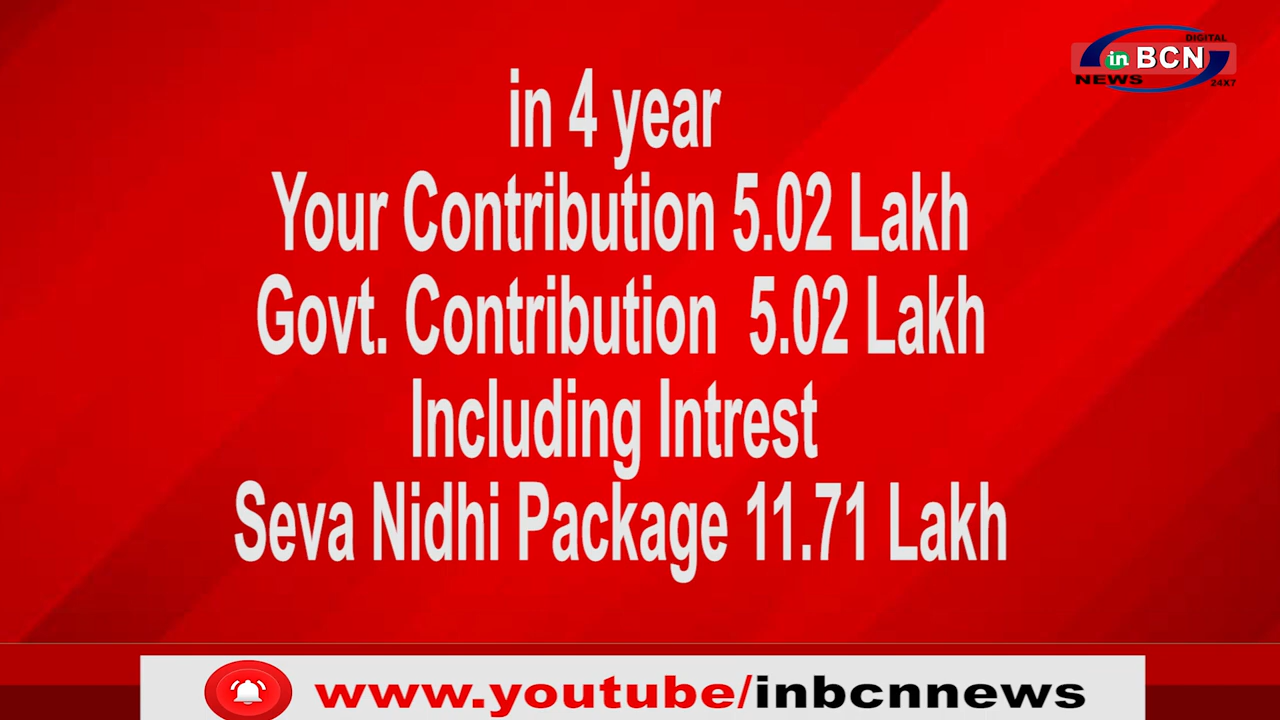 DIGITAL
in BCN
NEWS 24X7
in 4 year
Your Contribution 5.02 Lakh
Govt. Contribution 5.02 Lakh
Including Intrest
Seva Nidhi Package 11.71 Lakh
www.youtube/inbcnnews